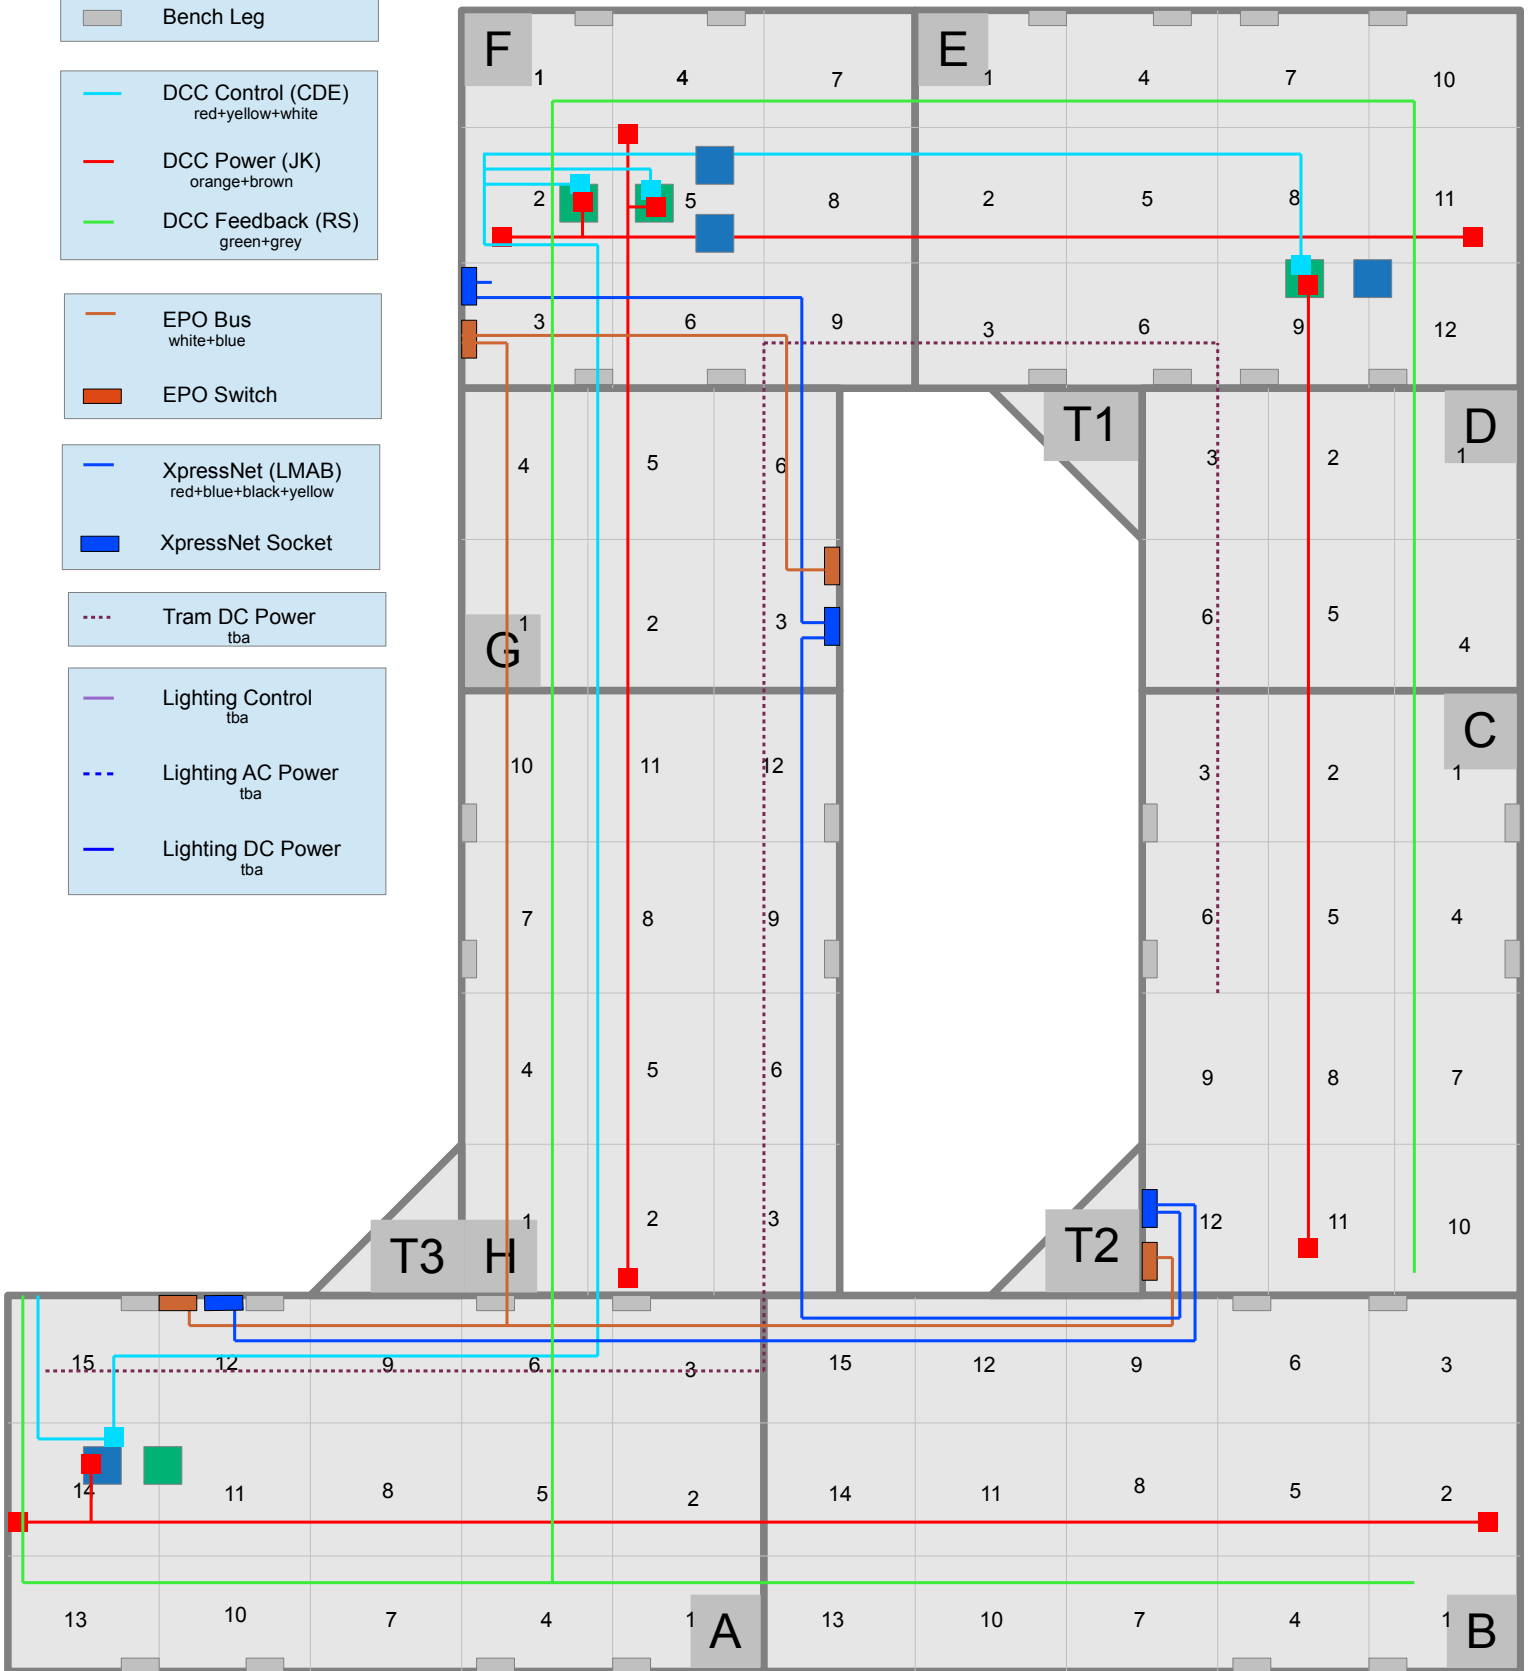 Bench Leg
DCC Control (CDE)
red+yellow+white
DCC Power (JK)
orange+brown
DCC Feedback (RS)
green+grey
EPO Bus
white+blue
EPO Switch
XpressNet (LMAB)
red+blue+black+yellow
XpressNet Socket
Tram DC Power
tba
Lighting Control
tba
Lighting AC Power
tba
Lighting DC Power
tba
F
1 4 7
2 5 8
3 6 9
E
1 4 7 10
2 5 8 11
3 6 9 12
4 5 6
1 2 3
G
T1
D
3 2 1
6 5 4
10 11 12
7 8 9
4 5 6
1 2 3
T3 H
C
3 2 1
6 5 4
9 8 7
12 11 10
T2
15 12 9 6 3
14 11 8 5 2
13 10 7 4 1
A
15 12 9 6 3
14 11 8 5 2
13 10 7 4 1
B